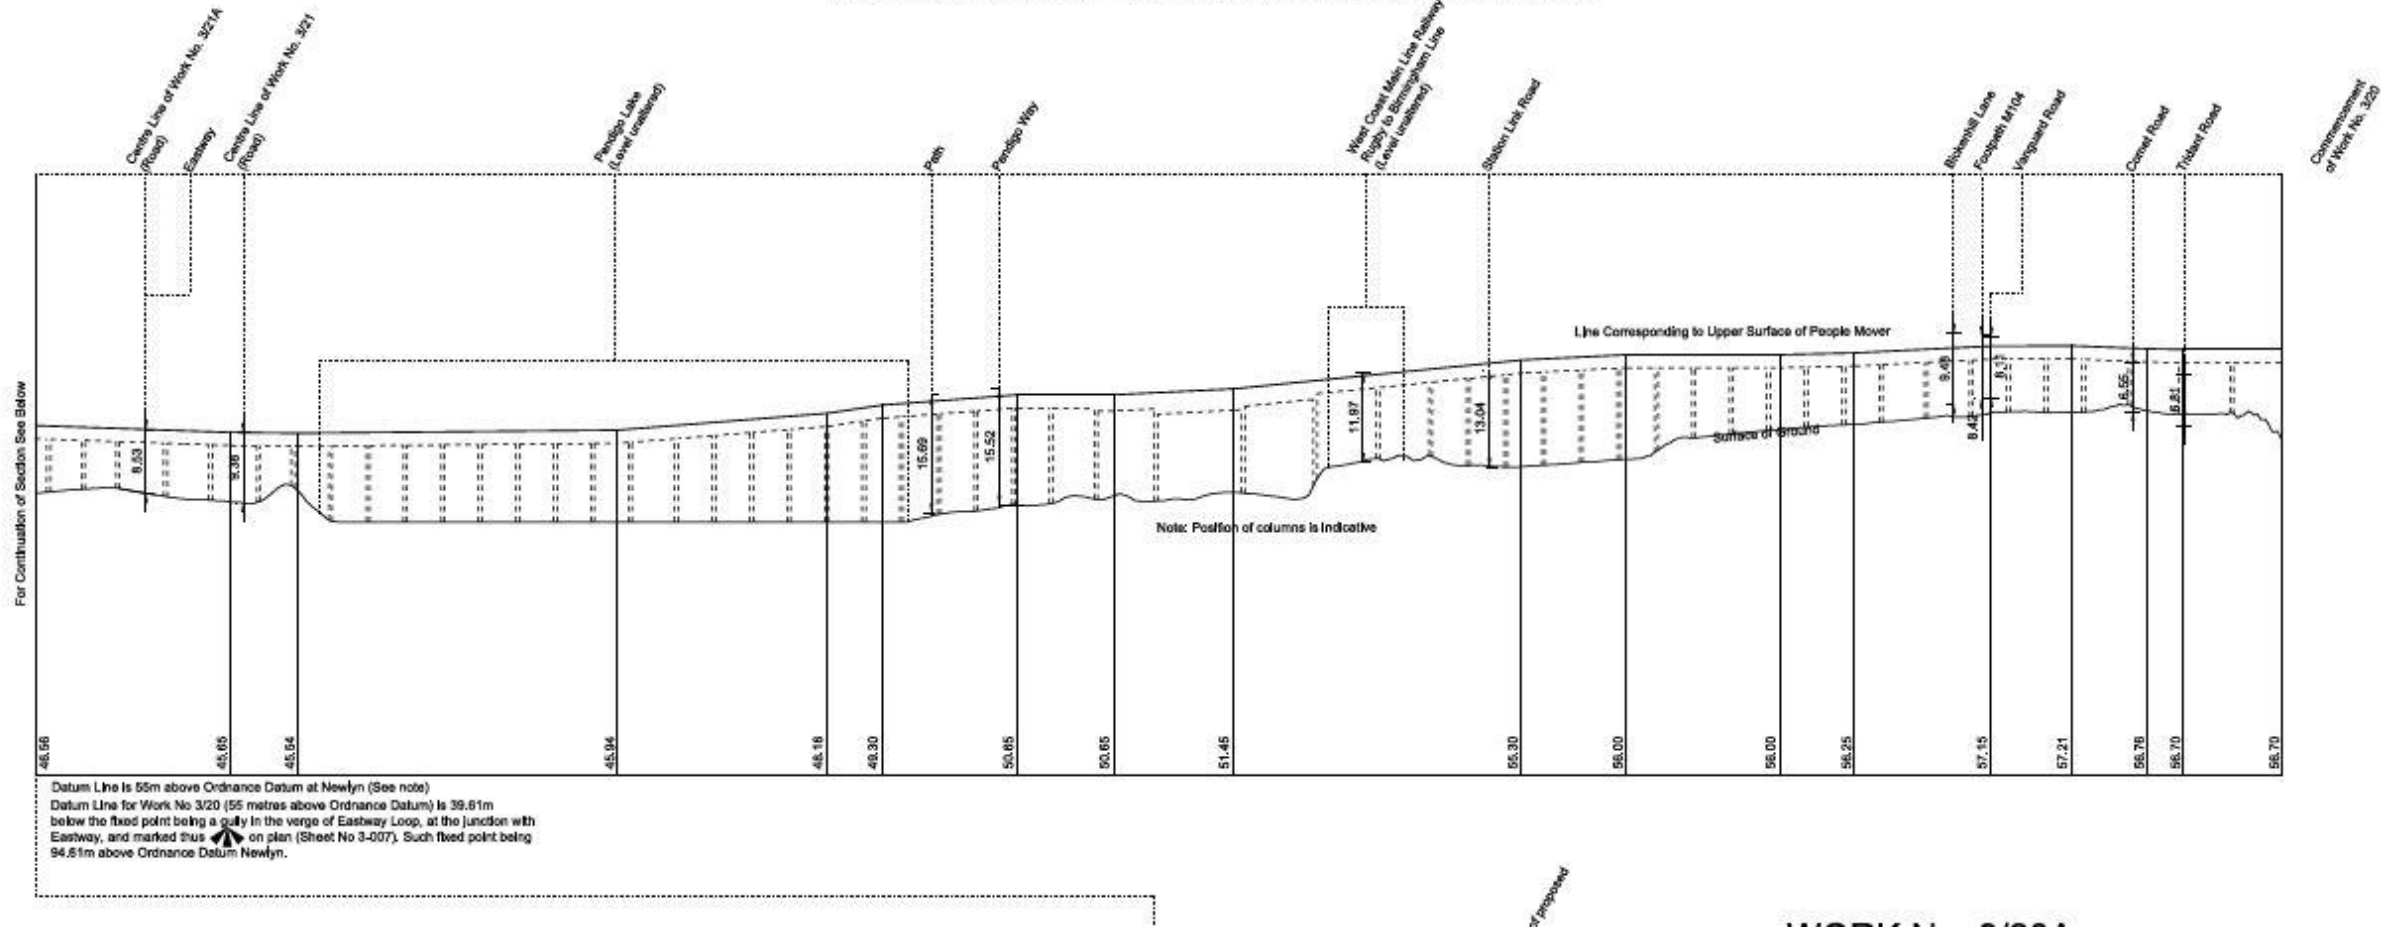 Centre Line of Work No. 3/21A
(Road)
Eastway
Centre Line of Work No. 3/21
(Road)
Pendigo Lake
(Level unaltered)
Path
Pendigo Way
West Coast Main Line Railway
Rugby to Birmingham Line
(Level unaltered)
Station Link Road
Bickenhill Lane
Footpath M104
Vanguard Road
Comet Road
Trident Road
Commencement
of Work No. 3/20
For Continuation of Section See Below
Line Corresponding to Upper Surface of People Mover
8.53
9.38
15.69
15.52
11.97
13.04
9.48
8.42
8.31
6.55
6.81
Surface of Ground
Note: Position of columns is indicative
46.56
45.65
45.54
45.94
48.18
49.30
50.65
50.65
51.45
55.30
56.00
56.00
56.25
57.15
57.21
56.76
56.70
56.70
Datum Line is 55m above Ordnance Datum at Newlyn (See note)
Datum Line for Work No 3/20 (55 metres above Ordnance Datum) is 39.61m
below the fixed point being a gully in the verge of Eastway Loop, at the junction with
Eastway, and marked thus on plan (Sheet No 3-007). Such fixed point being
94.61m above Ordnance Datum Newlyn.
of proposed